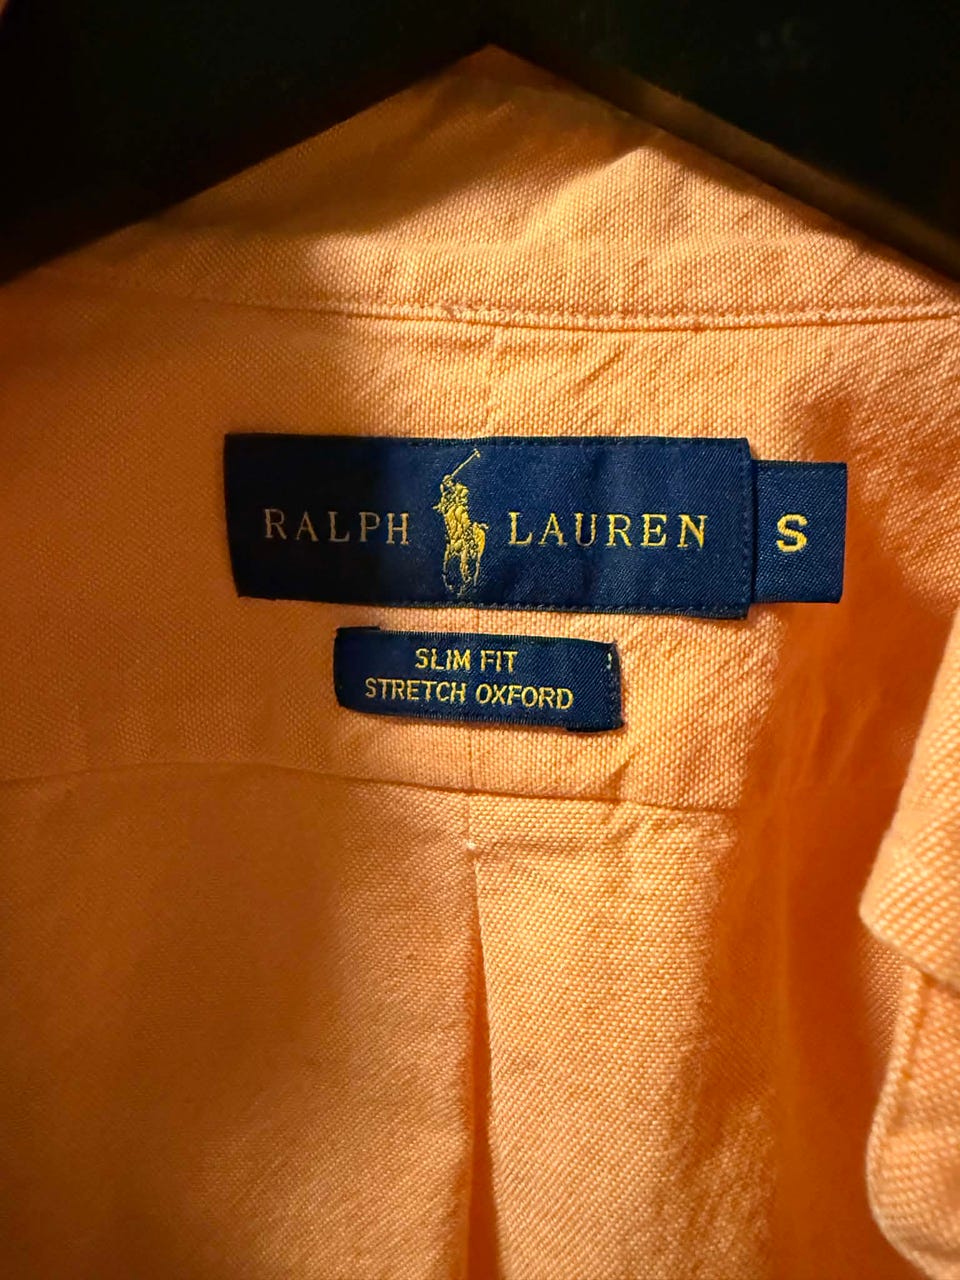 RALPH LAUREN S
SLIM FIT
STRETCH OXFORD